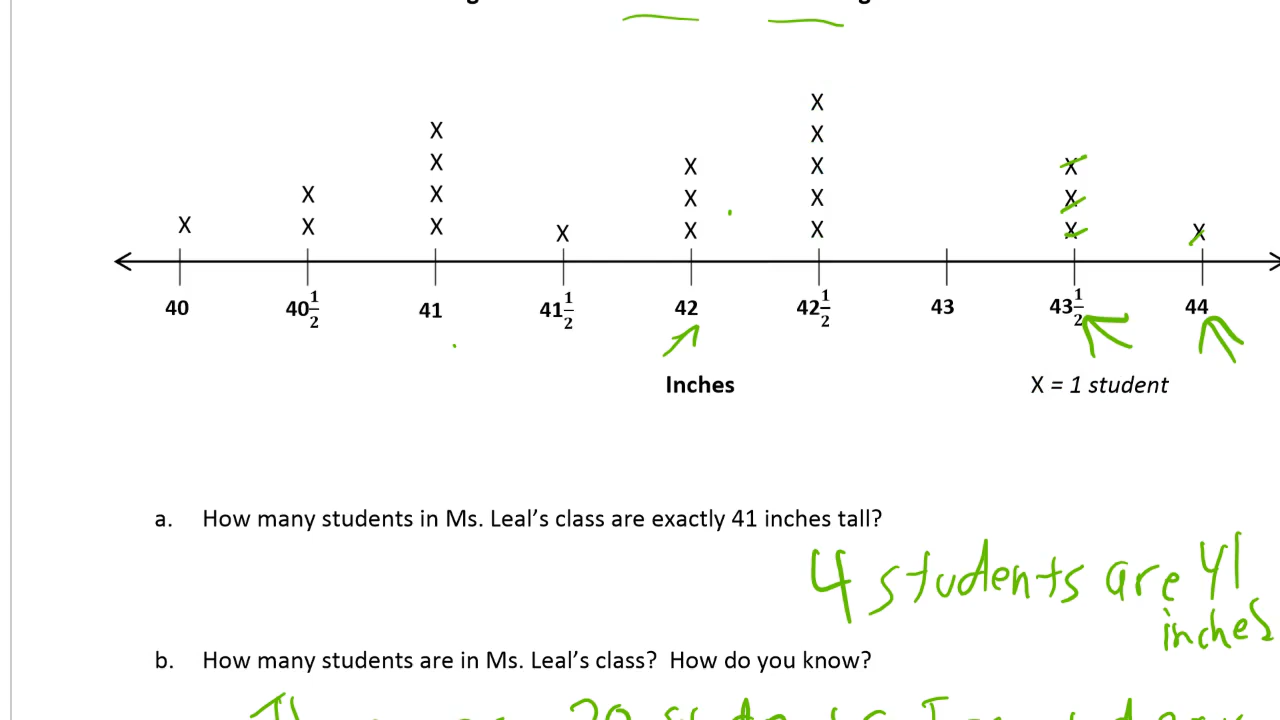 X
X
X
X X X X
X X X X X
X X X X X X X X
40 40 1/2 41 41 1/2 42 42 1/2 43 43 1/2 44
Inches X = 1 student
a. How many students in Ms. Leal’s class are exactly 41 inches tall?
4 students are 41
inches
b. How many students are in Ms. Leal’s class? How do you know?